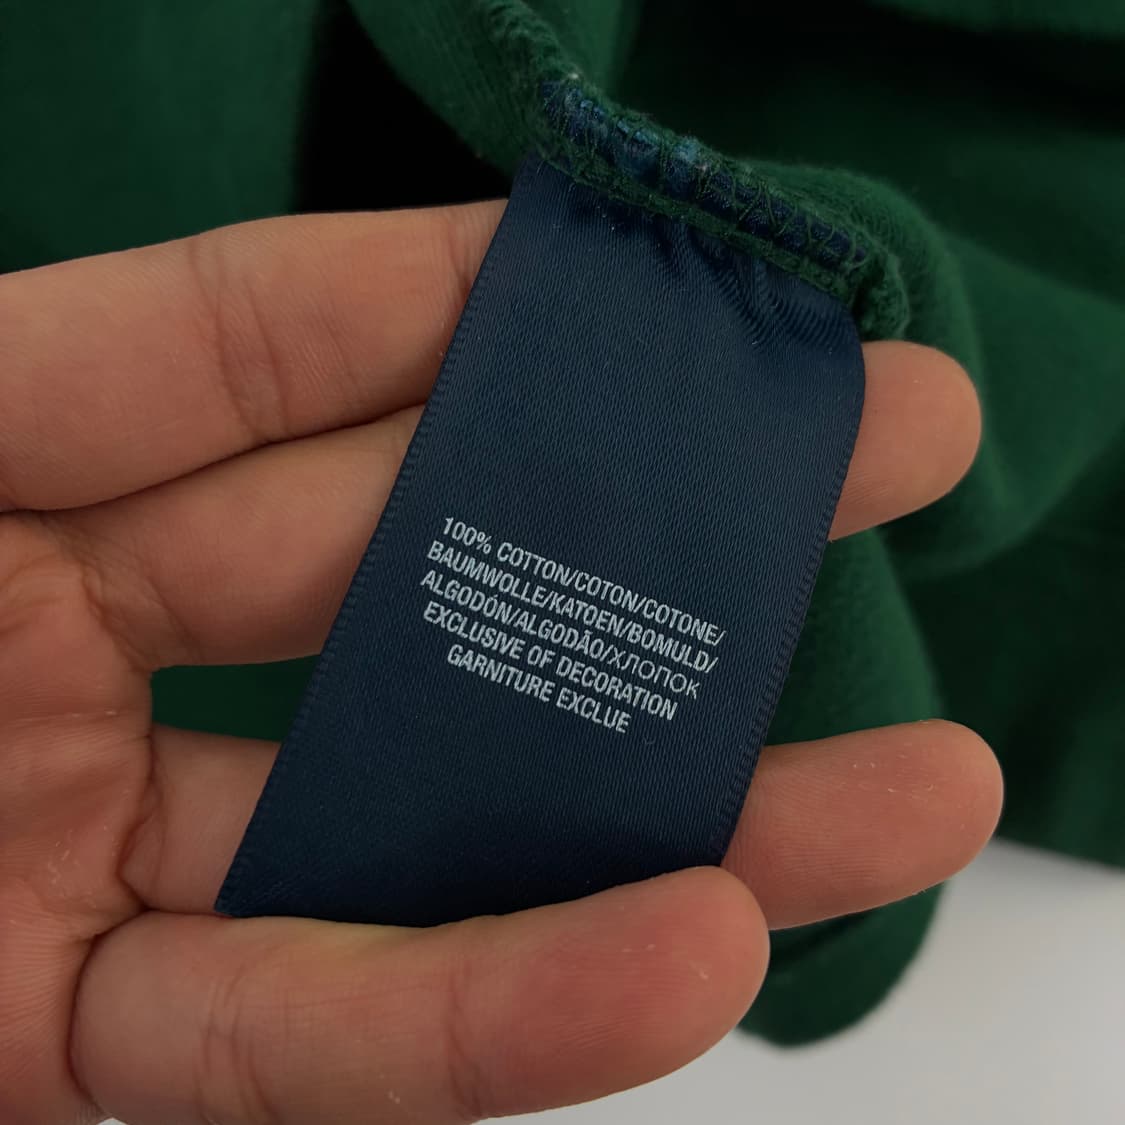 100% COTTON/COTON/COTONE/
BAUMWOLLE/KATOEN/BOMULD/
ALGODÓN/ALGODÃO/ХЛОПОК
EXCLUSIVE OF DECORATION
GARNITURE EXCLUE